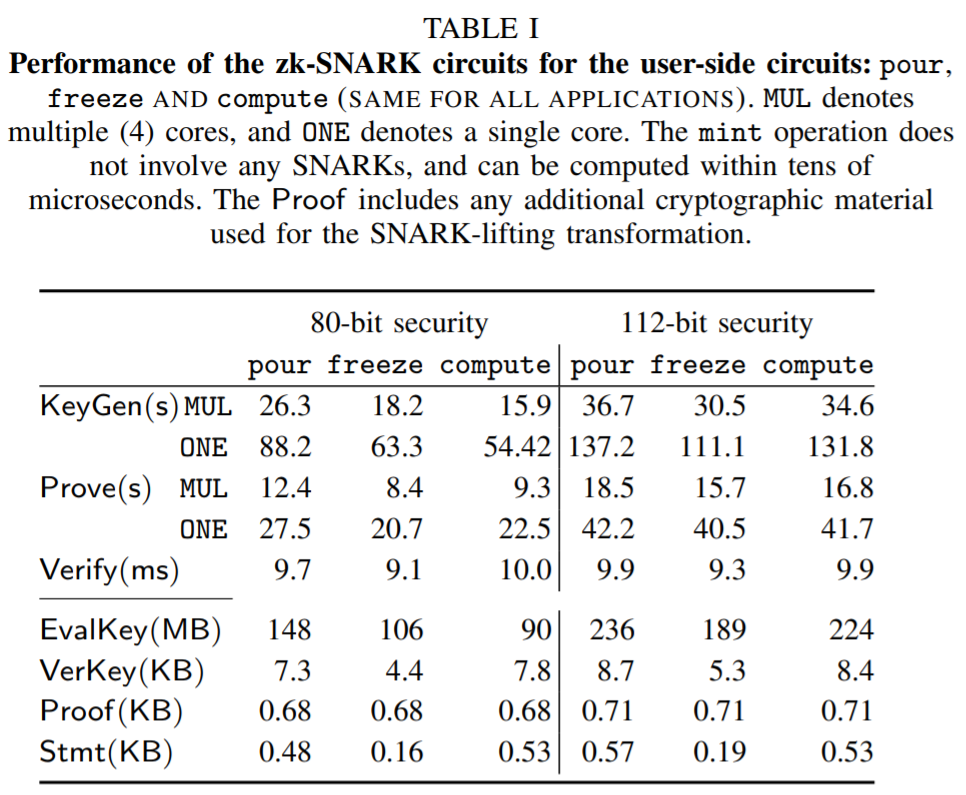 TABLE I
Performance of the zk-SNARK circuits for the user-side circuits: pour,
freeze AND compute (SAME FOR ALL APPLICATIONS). MUL denotes
multiple (4) cores, and ONE denotes a single core. The mint operation does
not involve any SNARKs, and can be computed within tens of
microseconds. The Proof includes any additional cryptographic material
used for the SNARK-lifting transformation.
80-bit security 112-bit security
pour freeze compute pour freeze compute
KeyGen(s) MUL 26.3 18.2 15.9 36.7 30.5 34.6
ONE 88.2 63.3 54.42 137.2 111.1 131.8
Prove(s) MUL 12.4 8.4 9.3 18.5 15.7 16.8
ONE 27.5 20.7 22.5 42.2 40.5 41.7
Verify(ms) 9.7 9.1 10.0 9.9 9.3 9.9
EvalKey(MB) 148 106 90 236 189 224
VerKey(KB) 7.3 4.4 7.8 8.7 5.3 8.4
Proof(KB) 0.68 0.68 0.68 0.71 0.71 0.71
Stmt(KB) 0.48 0.16 0.53 0.57 0.19 0.53